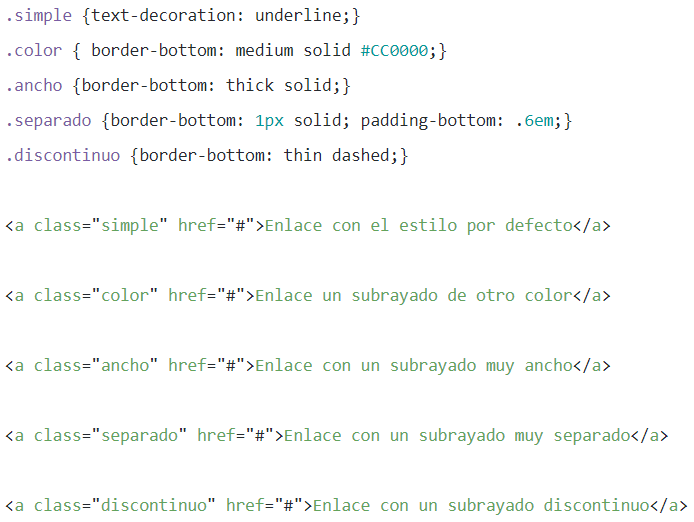 .simple {text-decoration: underline;}
.color { border-bottom: medium solid #CC0000;}
.ancho {border-bottom: thick solid;}
.separado {border-bottom: 1px solid; padding-bottom: .6em;}
.discontinuo {border-bottom: thin dashed;}
<a class="simple" href="#">Enlace con el estilo por defecto</a>
<a class="color" href="#">Enlace un subrayado de otro color</a>
<a class="ancho" href="#">Enlace con un subrayado muy ancho</a>
<a class="separado" href="#">Enlace con un subrayado muy separado</a>
<a class="discontinuo" href="#">Enlace con un subrayado discontinuo</a>